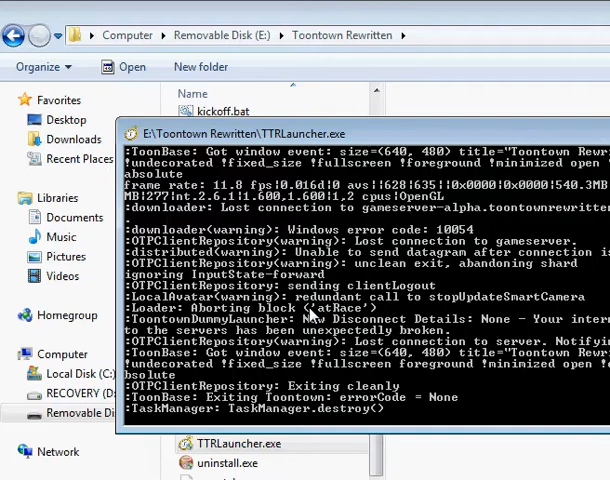 Computer Removable Disk (E:) Toontown Rewritten
Organize Open New folder
Favorites
Desktop
Downloads
Recent Places
Libraries
Documents
Music
Pictures
Videos
Homegroup
Computer
Local Disk (C:
RECOVERY (D:
Removable Dis
Network
Name
kickoff.bat
E:\Toontown Rewritten\TTRLauncher.exe
:ToonBase: Got window event: size=(640, 480) title="Toontown Rewri
!undecorated !fixed_size !fullscreen !foreground !minimized open
absolute
frame rate: 11.8 fps|0.016d|0 avs||628|635||0x0000|0x0000|540.3MB
MB|277|nt.2.6.1|1.600,1.600|1,2 cpus|OpenGL
:downloader: Lost connection to gameserver-alpha.toontownrewritten
.
:downloader(warning): Windows error code: 10054
:OTPClientRepository(warning): Lost connection to gameserver.
:distributed(warning): Unable to send datagram after connection is
:OTPClientRepository(warning): unclean exit, abandoning shard
ignoring InputState-forward
:OTPClientRepository: sending clientLogout
:LocalAvatar(warning): redundant call to stopUpdateSmartCamera
:Loader: Aborting block ('atRace')
:ToontownDummyLauncher: New Disconnect Details: None - Your intern
to the servers has been unexpectedly broken.
:OTPClientRepository(warning): Lost connection to server. Notifyin
:ToonBase: Got window event: size=(640, 480) title="Toontown Rewri
!undecorated !fixed_size !fullscreen foreground !minimized open !a
bsolute
:OTPClientRepository: Exiting cleanly
:ToonBase: Exiting Toontown: errorCode = None
:TaskManager: TaskManager.destroy()
TTRLauncher.exe
uninstall.exe